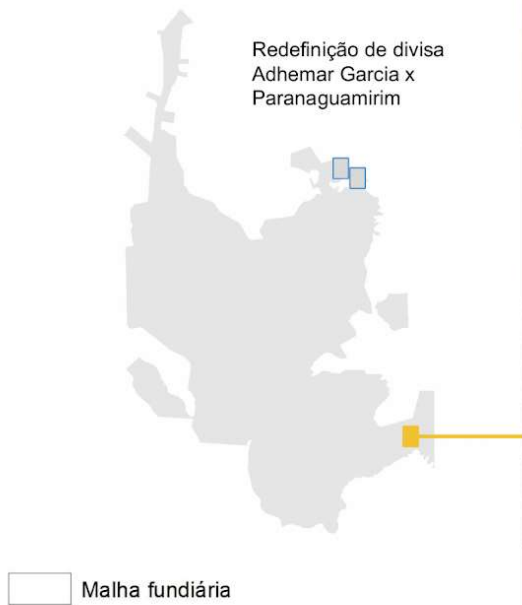 Redefinição de divisa
Adhemar Garcia x
Paranaguamirim
Malha fundiária